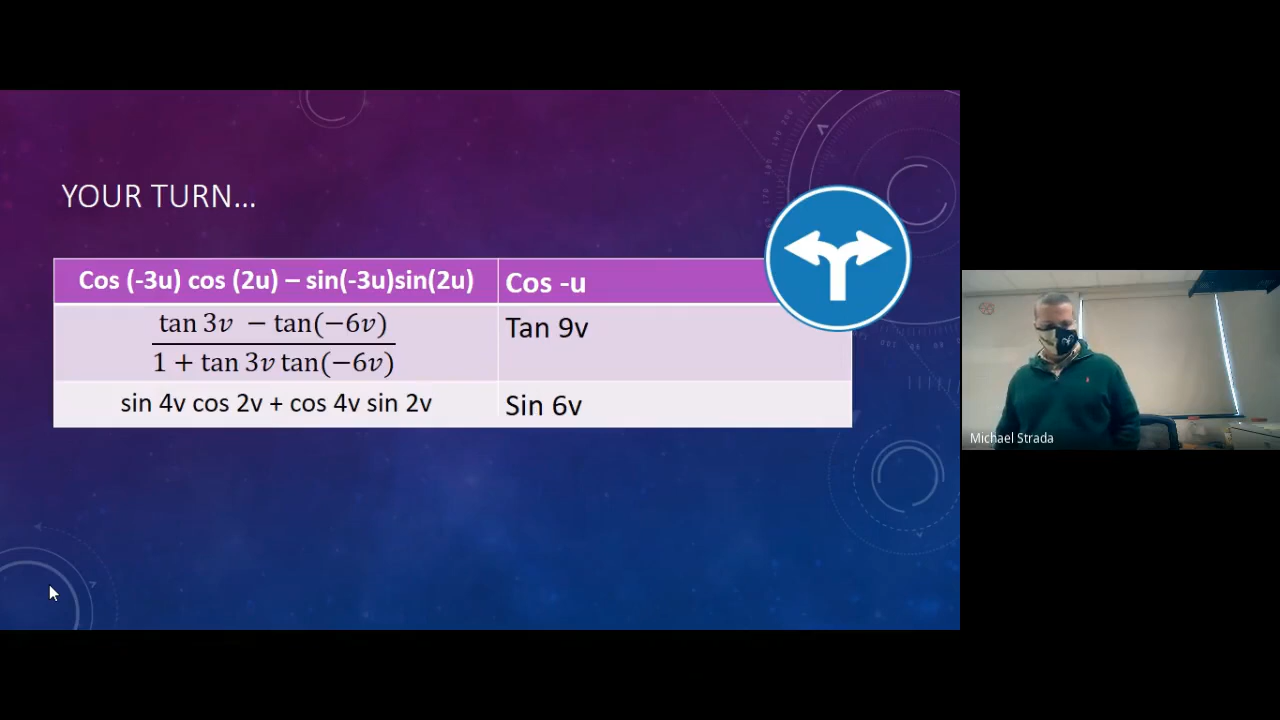 YOUR TURN...
Cos (-3u) cos (2u) – sin(-3u)sin(2u)
Cos -u
tan 3v − tan(−6v)
1 + tan 3v tan(−6v)
Tan 9v
sin 4v cos 2v + cos 4v sin 2v
Sin 6v
Michael Strada